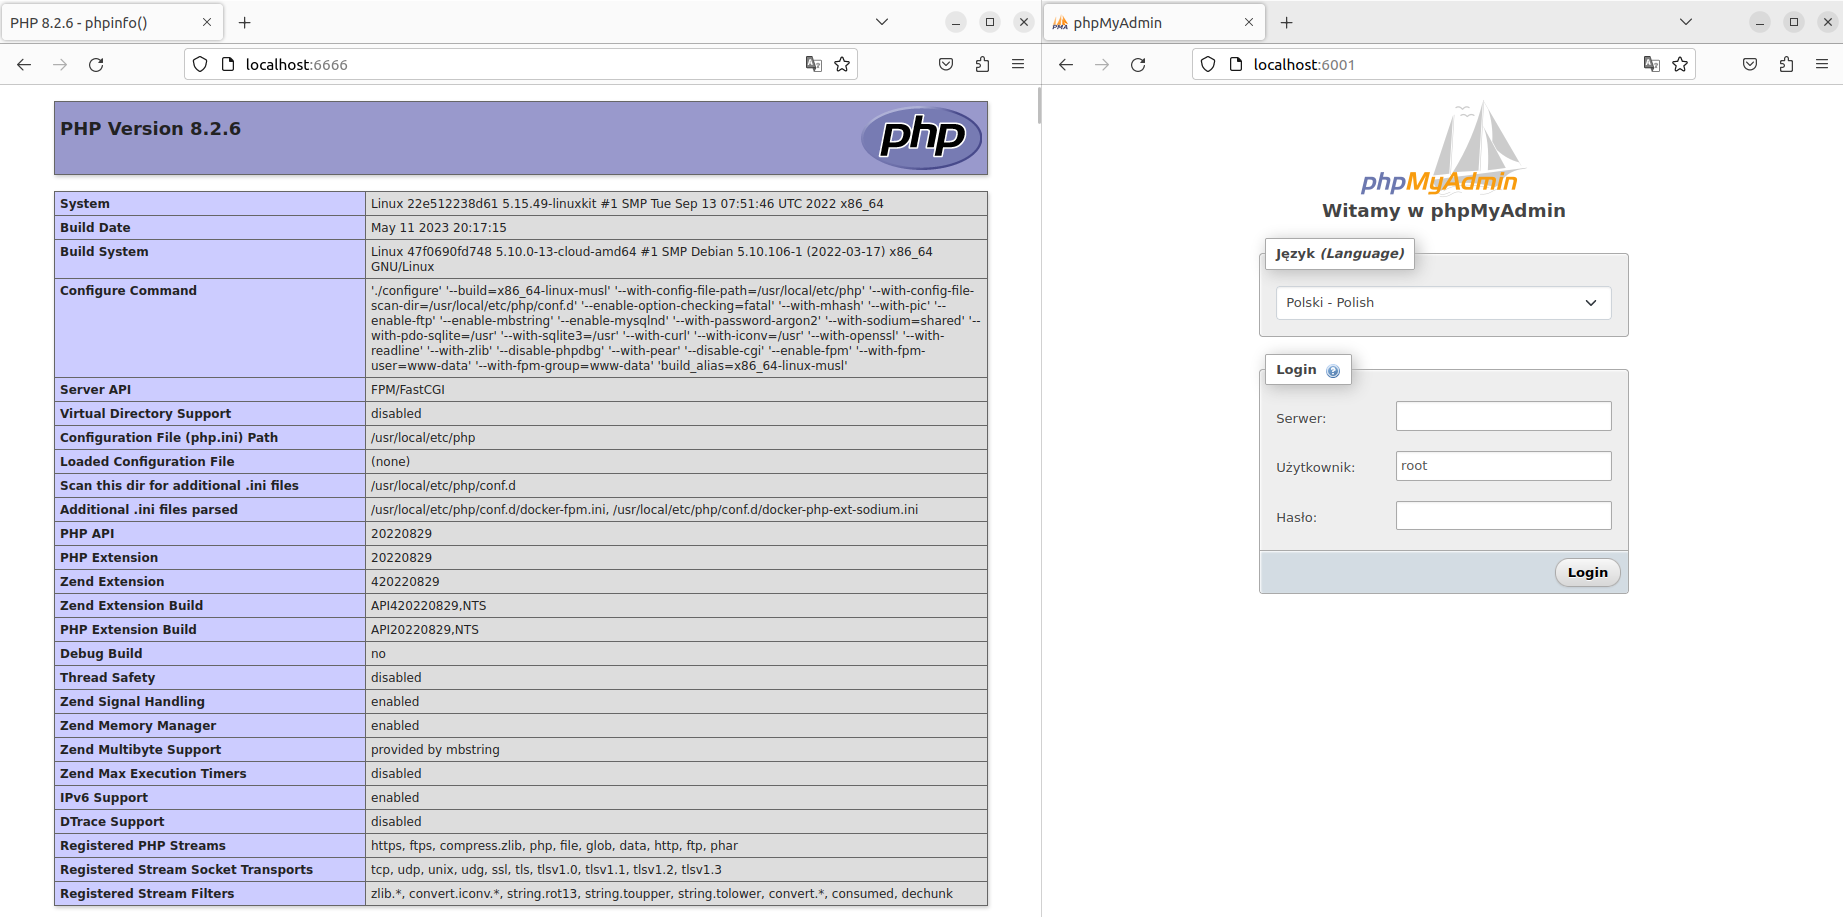 PHP 8.2.6 - phpinfo()
localhost:6666
PHP Version 8.2.6
php
System Linux 22e512238d61 5.15.49-linuxkit #1 SMP Tue Sep 13 07:51:46 UTC 2022 x86_64
Build Date May 11 2023 20:17:15
Build System Linux 47f0690fd748 5.10.0-13-cloud-amd64 #1 SMP Debian 5.10.106-1 (2022-03-17) x86_64
GNU/Linux
Configure Command './configure' '--build=x86_64-linux-musl' '--with-config-file-path=/usr/local/etc/php' '--with-config-file-
scan-dir=/usr/local/etc/php/conf.d' '--enable-option-checking=fatal' '--with-mhash' '--with-pic' '--
enable-ftp' '--enable-mbstring' '--enable-mysqlnd' '--with-password-argon2' '--with-sodium=shared' '--
with-pdo-sqlite=/usr' '--with-sqlite3=/usr' '--with-curl' '--with-iconv=/usr' '--with-openssl' '--with-
readline' '--with-zlib' '--disable-phpdbg' '--with-pear' '--disable-cgi' '--enable-fpm' '--with-fpm-
user=www-data' '--with-fpm-group=www-data' 'build_alias=x86_64-linux-musl'
Server API FPM/FastCGI
Virtual Directory Support disabled
Configuration File (php.ini) Path /usr/local/etc/php
Loaded Configuration File (none)
Scan this dir for additional .ini files /usr/local/etc/php/conf.d
Additional .ini files parsed /usr/local/etc/php/conf.d/docker-fpm.ini, /usr/local/etc/php/conf.d/docker-php-ext-sodium.ini
PHP API 20220829
PHP Extension 20220829
Zend Extension 420220829
Zend Extension Build API420220829,NTS
PHP Extension Build API20220829,NTS
Debug Build no
Thread Safety disabled
Zend Signal Handling enabled
Zend Memory Manager enabled
Zend Multibyte Support provided by mbstring
Zend Max Execution Timers disabled
IPv6 Support enabled
DTrace Support disabled
Registered PHP Streams https, ftps, compress.zlib, php, file, glob, data, http, ftp, phar
Registered Stream Socket Transports tcp, udp, unix, udg, ssl, tls, tlsv1.0, tlsv1.1, tlsv1.2, tlsv1.3
Registered Stream Filters zlib.*, convert.iconv.*, string.rot13, string.toupper, string.tolower, convert.*, consumed, dechunk
PMA phpMyAdmin
localhost:6001
phpMyAdmin
Witamy w phpMyAdmin
Język (Language)
Polski - Polish
Login
Serwer:
Użytkownik: root
Hasło:
Login